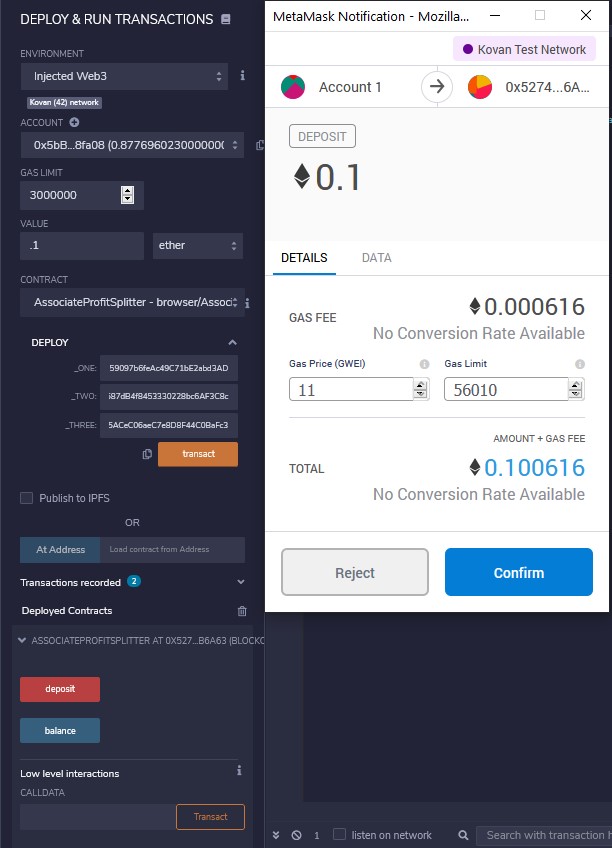 DEPLOY & RUN TRANSACTIONS
ENVIRONMENT
Injected Web3
i
Kovan (42) network
ACCOUNT
0x5bB...8fa08 (0.8776960230000000
GAS LIMIT
3000000
VALUE
.1
ether
CONTRACT
AssociateProfitSplitter - browser/Associ
i
DEPLOY
_ONE: 59097b6feAc49C71bE2abd3AD
_TWO: i87dB4f84533330228bc6AF3C8c
_THREE: 5ACeC06aeC7e8D8F44C0BaFc3
transact
Publish to IPFS
OR
At Address
Load contract from Address
Transactions recorded 2
Deployed Contracts
ASSOCIATEPROFITSPLITTER AT 0X527...B6A63 (BLOCKC
deposit
balance
Low level interactions
i
CALLDATA
Transact
MetaMask Notification - Mozilla...
Kovan Test Network
Account 1
0x5274...6A...
DEPOSIT
0.1
DETAILS
DATA
GAS FEE
0.000616
No Conversion Rate Available
Gas Price (GWEI)
Gas Limit
11
56010
AMOUNT + GAS FEE
TOTAL
0.100616
No Conversion Rate Available
Reject
Confirm
1
listen on network
Search with transaction h